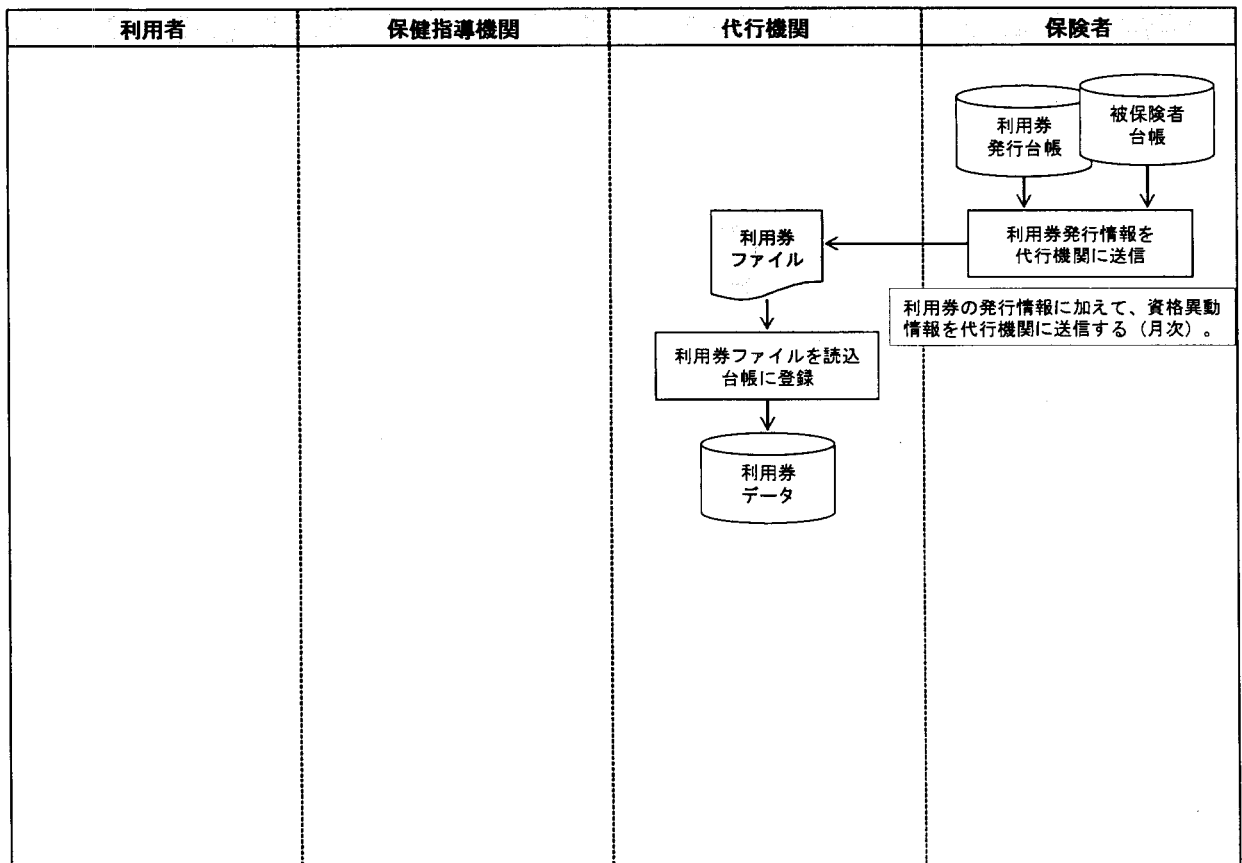 利用者
保健指導機関
代行機関
保険者
利用券
発行台帳
被保険者
台帳
利用券発行情報を
代行機関に送信
利用券
ファイル
利用券の発行情報に加えて、資格異動
情報を代行機関に送信する（月次）。
利用券ファイルを読込
台帳に登録
利用券
データ